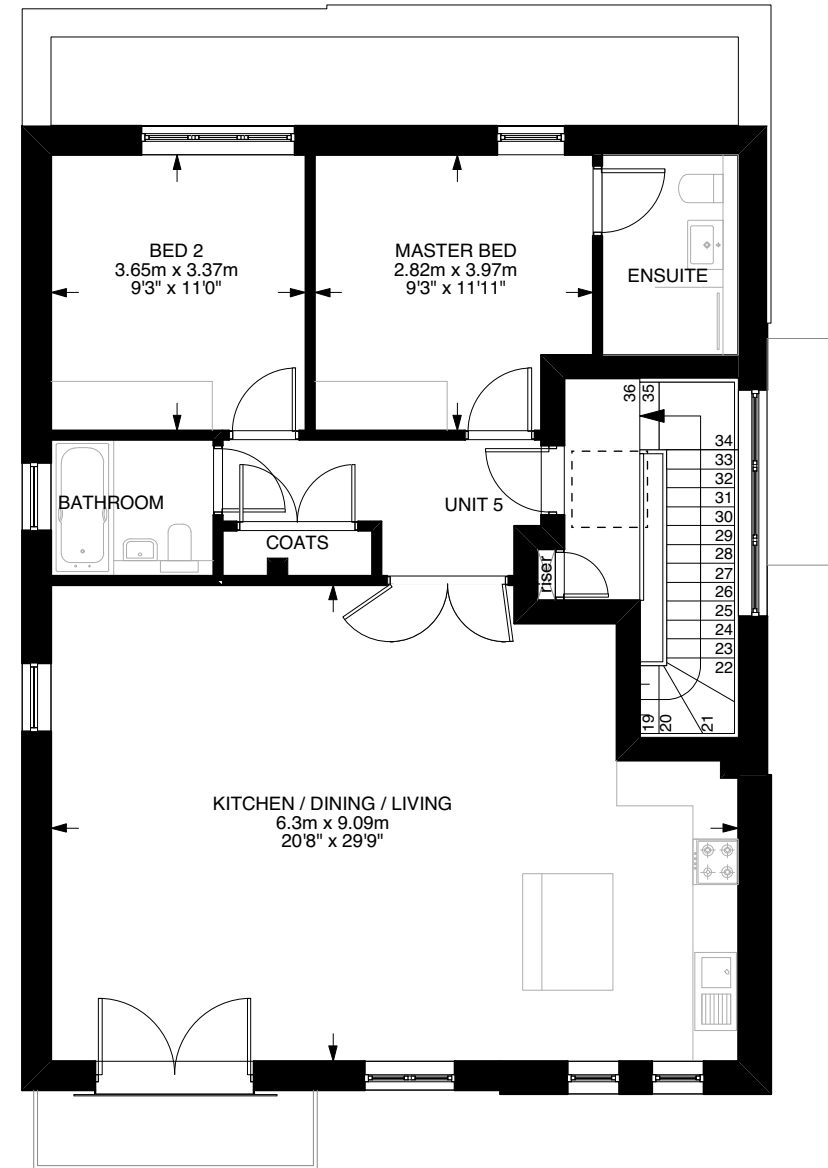 BED 2
3.65m x 3.37m
9'3" x 11'0"
MASTER BED
2.82m x 3.97m
9'3" x 11'11"
ENSUITE
36
35
34
33
32
31
30
29
28
27
26
25
24
23
22
21
20
19
BATHROOM
UNIT 5
COATS
riser
KITCHEN / DINING / LIVING
6.3m x 9.09m
20'8" x 29'9"